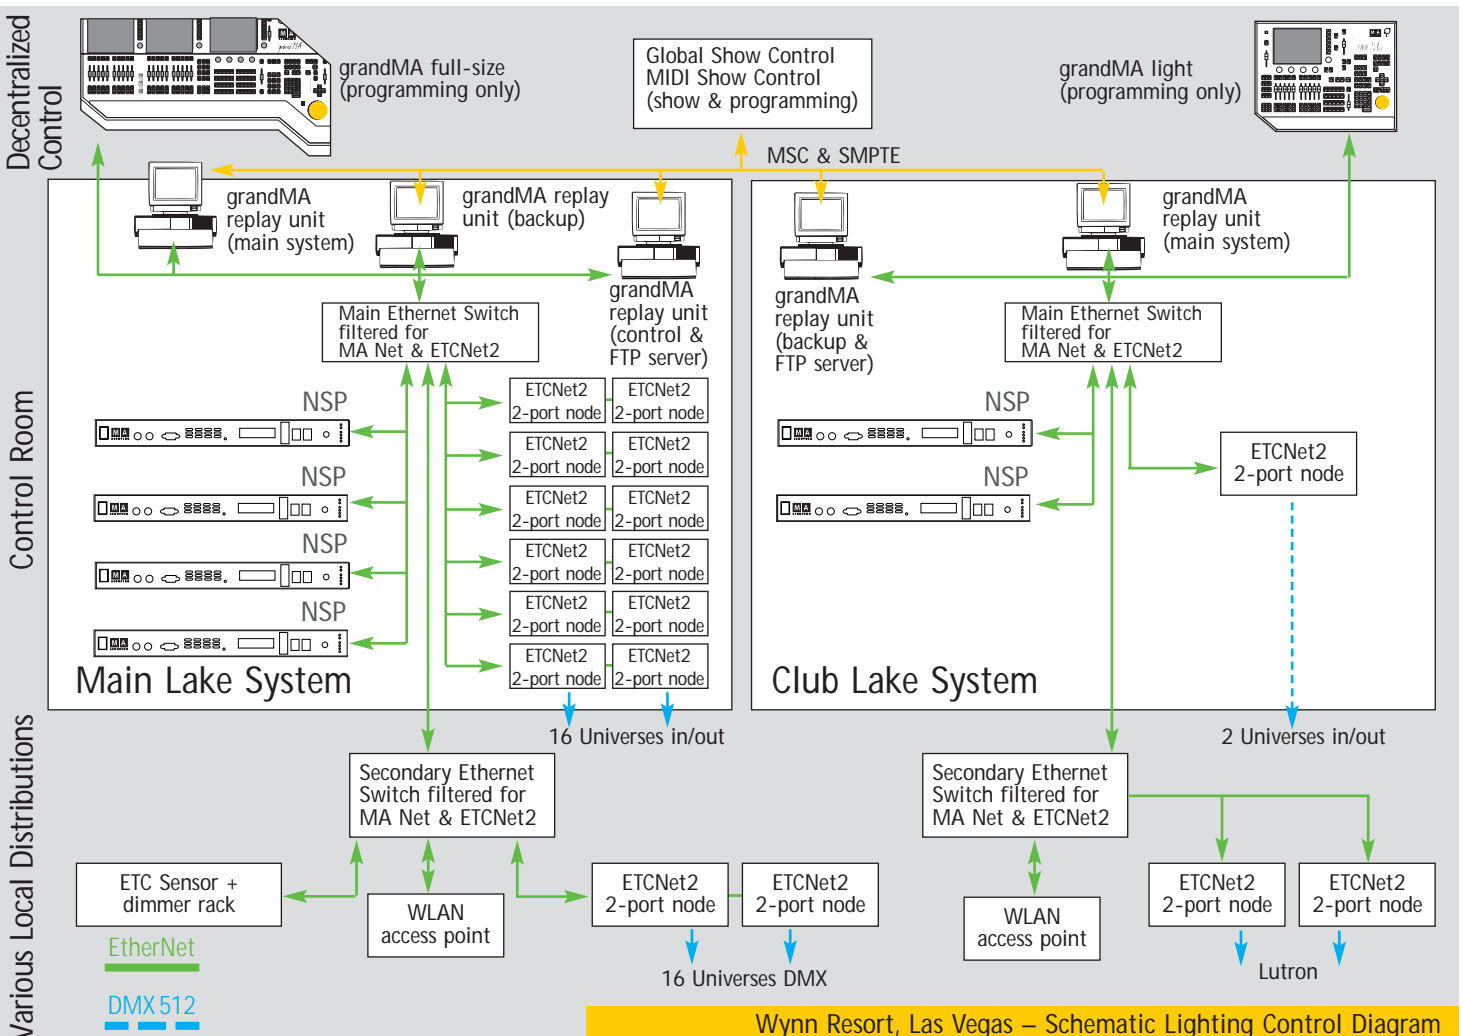 Decentralized
Control
grandMA full-size
(programming only)
Global Show Control
MIDI Show Control
(show & programming)
grandMA light
(programming only)
MSC & SMPTE
grandMA
replay unit
(main system)
grandMA replay
unit (backup)
grandMA
replay unit
(control &
FTP server)
grandMA
replay unit
(backup &
FTP server)
grandMA
replay unit
(main system)
Control Room
Main Ethernet Switch
filtered for
MA Net & ETCNet2
Main Ethernet Switch
filtered for
MA Net & ETCNet2
NSP
NSP
NSP
NSP
ETCNet2
2-port node
ETCNet2
2-port node
ETCNet2
2-port node
ETCNet2
2-port node
ETCNet2
2-port node
ETCNet2
2-port node
ETCNet2
2-port node
ETCNet2
2-port node
ETCNet2
2-port node
ETCNet2
2-port node
ETCNet2
2-port node
ETCNet2
2-port node
Main Lake System
16 Universes in/out
NSP
NSP
ETCNet2
2-port node
Club Lake System
2 Universes in/out
Various Local Distributions
Secondary Ethernet
Switch filtered for
MA Net & ETCNet2
Secondary Ethernet
Switch filtered for
MA Net & ETCNet2
ETC Sensor +
dimmer rack
WLAN
access point
ETCNet2
2-port node
ETCNet2
2-port node
16 Universes DMX
WLAN
access point
ETCNet2
2-port node
ETCNet2
2-port node
Lutron
EtherNet
DMX 512
Wynn Resort, Las Vegas – Schematic Lighting Control Diagram